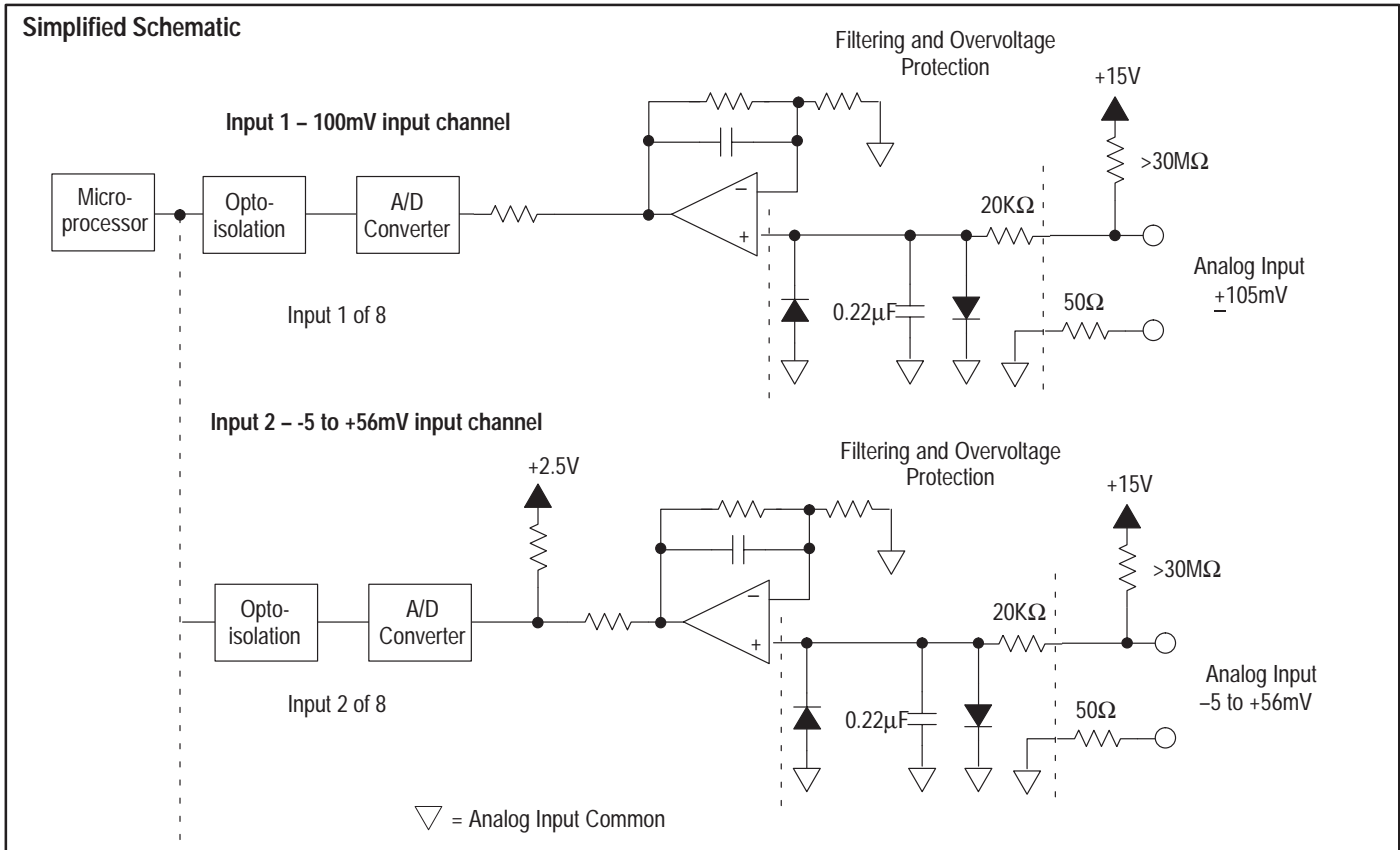 Simplified Schematic
Filtering and Overvoltage
Protection
+15V
Input 1 – 100mV input channel
>30MΩ
Micro-
processor
Opto-
isolation
A/D
Converter
–
+
20KΩ
Analog Input
±105mV
Input 1 of 8
0.22µF
50Ω
Input 2 – -5 to +56mV input channel
Filtering and Overvoltage
Protection
+2.5V
+15V
>30MΩ
Opto-
isolation
A/D
Converter
–
+
20KΩ
Analog Input
–5 to +56mV
Input 2 of 8
0.22µF
50Ω
= Analog Input Common